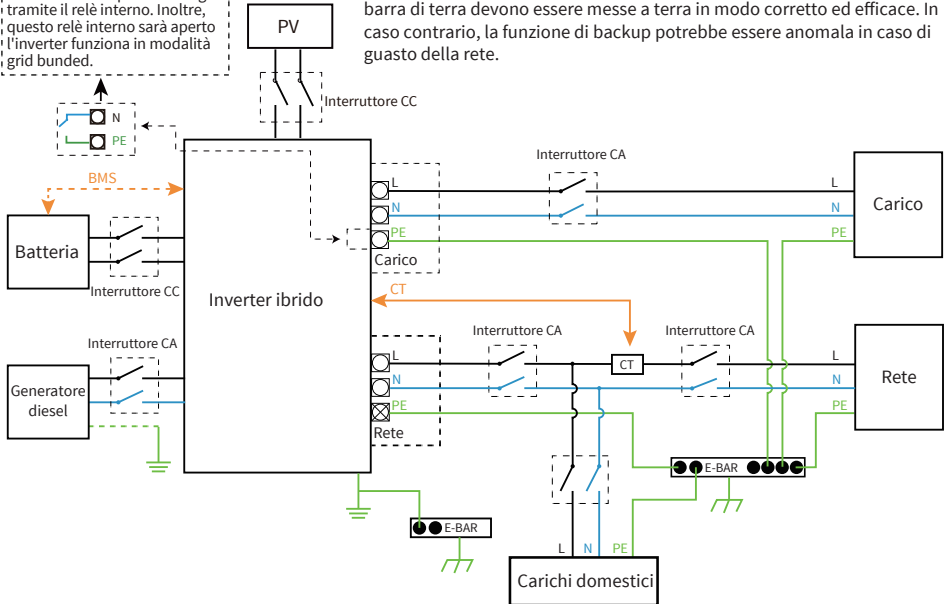 tramite il relè interno. Inoltre,
questo relè interno sarà aperto
l'inverter funziona in modalità
grid bunded.
barra di terra devono essere messe a terra in modo corretto ed efficace. In
caso contrario, la funzione di backup potrebbe essere anomala in caso di
guasto della rete.
PV
Interruttore CC
N
PE
BMS
Batteria
Interruttore CC
Inverter ibrido
L
N
PE
Carico
Interruttore CA
L
N
PE
Carico
CT
Interruttore CA
Generatore
diesel
L
N
PE
Rete
Interruttore CA
CT
Interruttore CA
L
N
PE
Rete
E-BAR
E-BAR
L
N
PE
Carichi domestici